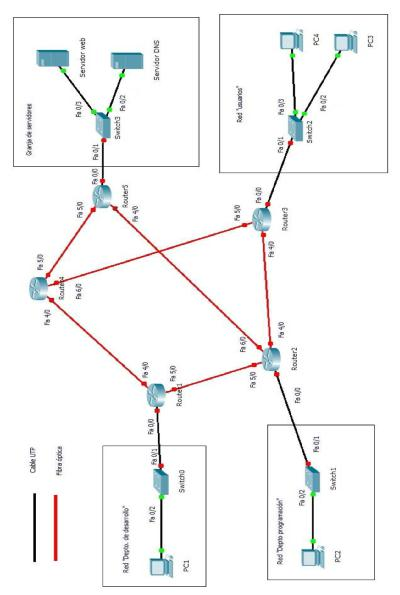 Granja de servidores
Servidor web
Servidor DNS
Fa 0/3
Fa 0/2
Switch3
Fa 0/1
Fa 0/0
Fa 5/0
Router5
Fa 4/0
Red "usuarios"
PC4
PC3
Fa 0/3
Fa 0/2
Switch2
Fa 0/1
Fa 0/0
Fa 5/0
Router3
Fa 4/0
Fa 5/0
Router4
Fa 6/0
Fa 4/0
Fa 4/0
Fa 5/0
Router1
Fa 0/0
Fa 6/0
Fa 4/0
Fa 5/0
Router2
Fa 0/0
Cable UTP
Fibra óptica
Red "Depto. de desarrollo"
Fa 0/1
Switch0
Fa 0/2
PC1
Red "Depto programación"
Fa 0/1
Fa 0/2
Switch1
PC2